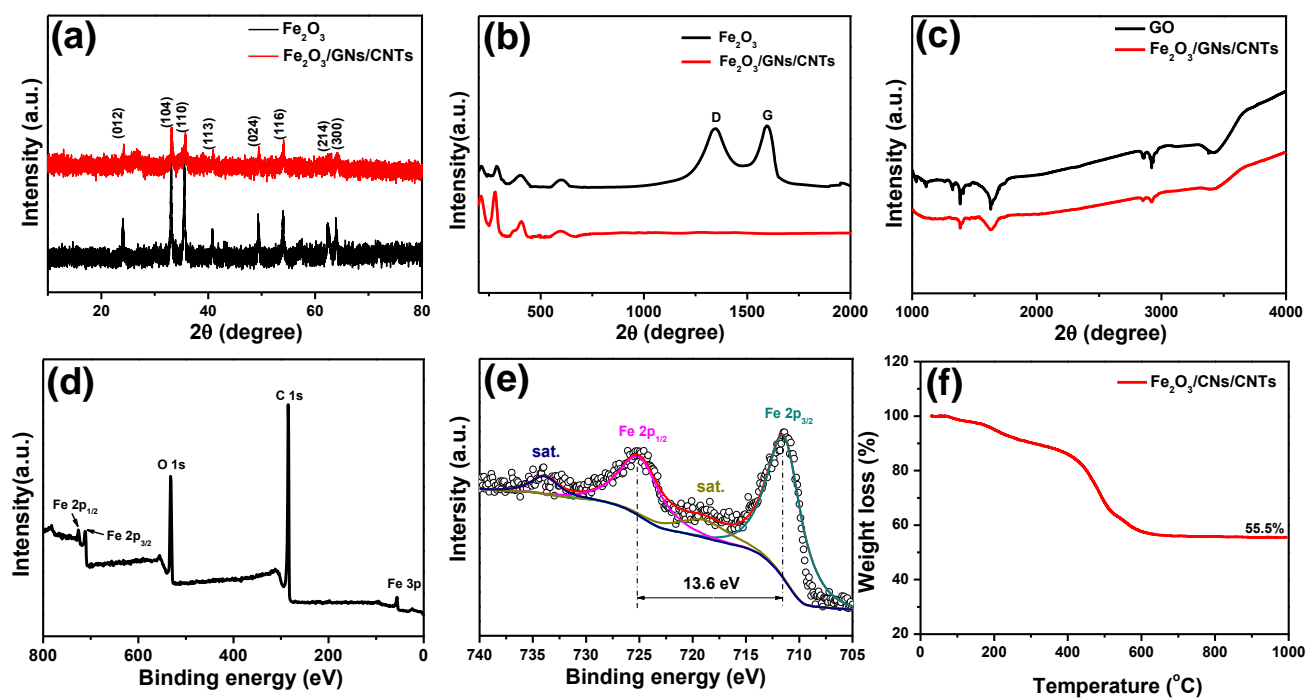 (a)
Fe₂O₃
Fe₂O₃/GNs/CNTs
(012)
(104)
(110)
(113)
(024)
(116)
(214)
(300)
Intensity (a.u.)
20
40
60
80
2θ (degree)
(b)
Fe₂O₃
Fe₂O₃/GNs/CNTs
D
G
Intensity(a.u.)
500
1000
1500
2000
2θ (degree)
(c)
GO
Fe₂O₃/GNs/CNTs
Intensity (a.u.)
1000
2000
3000
4000
2θ (degree)
(d)
C 1s
O 1s
Fe 2p1/2
Fe 2p3/2
Fe 3p
Intensity(a.u.)
800
600
400
200
0
Binding energy (eV)
(e)
Fe 2p3/2
Fe 2p1/2
sat.
sat.
13.6 eV
Intersity (a.u.)
740
735
730
725
720
715
710
705
Binding energy (eV)
(f)
Fe₂O₃/CNs/CNTs
120
100
80
60
40
20
55.5%
Weight loss (%)
0
200
400
600
800
1000
Temperature (°C)